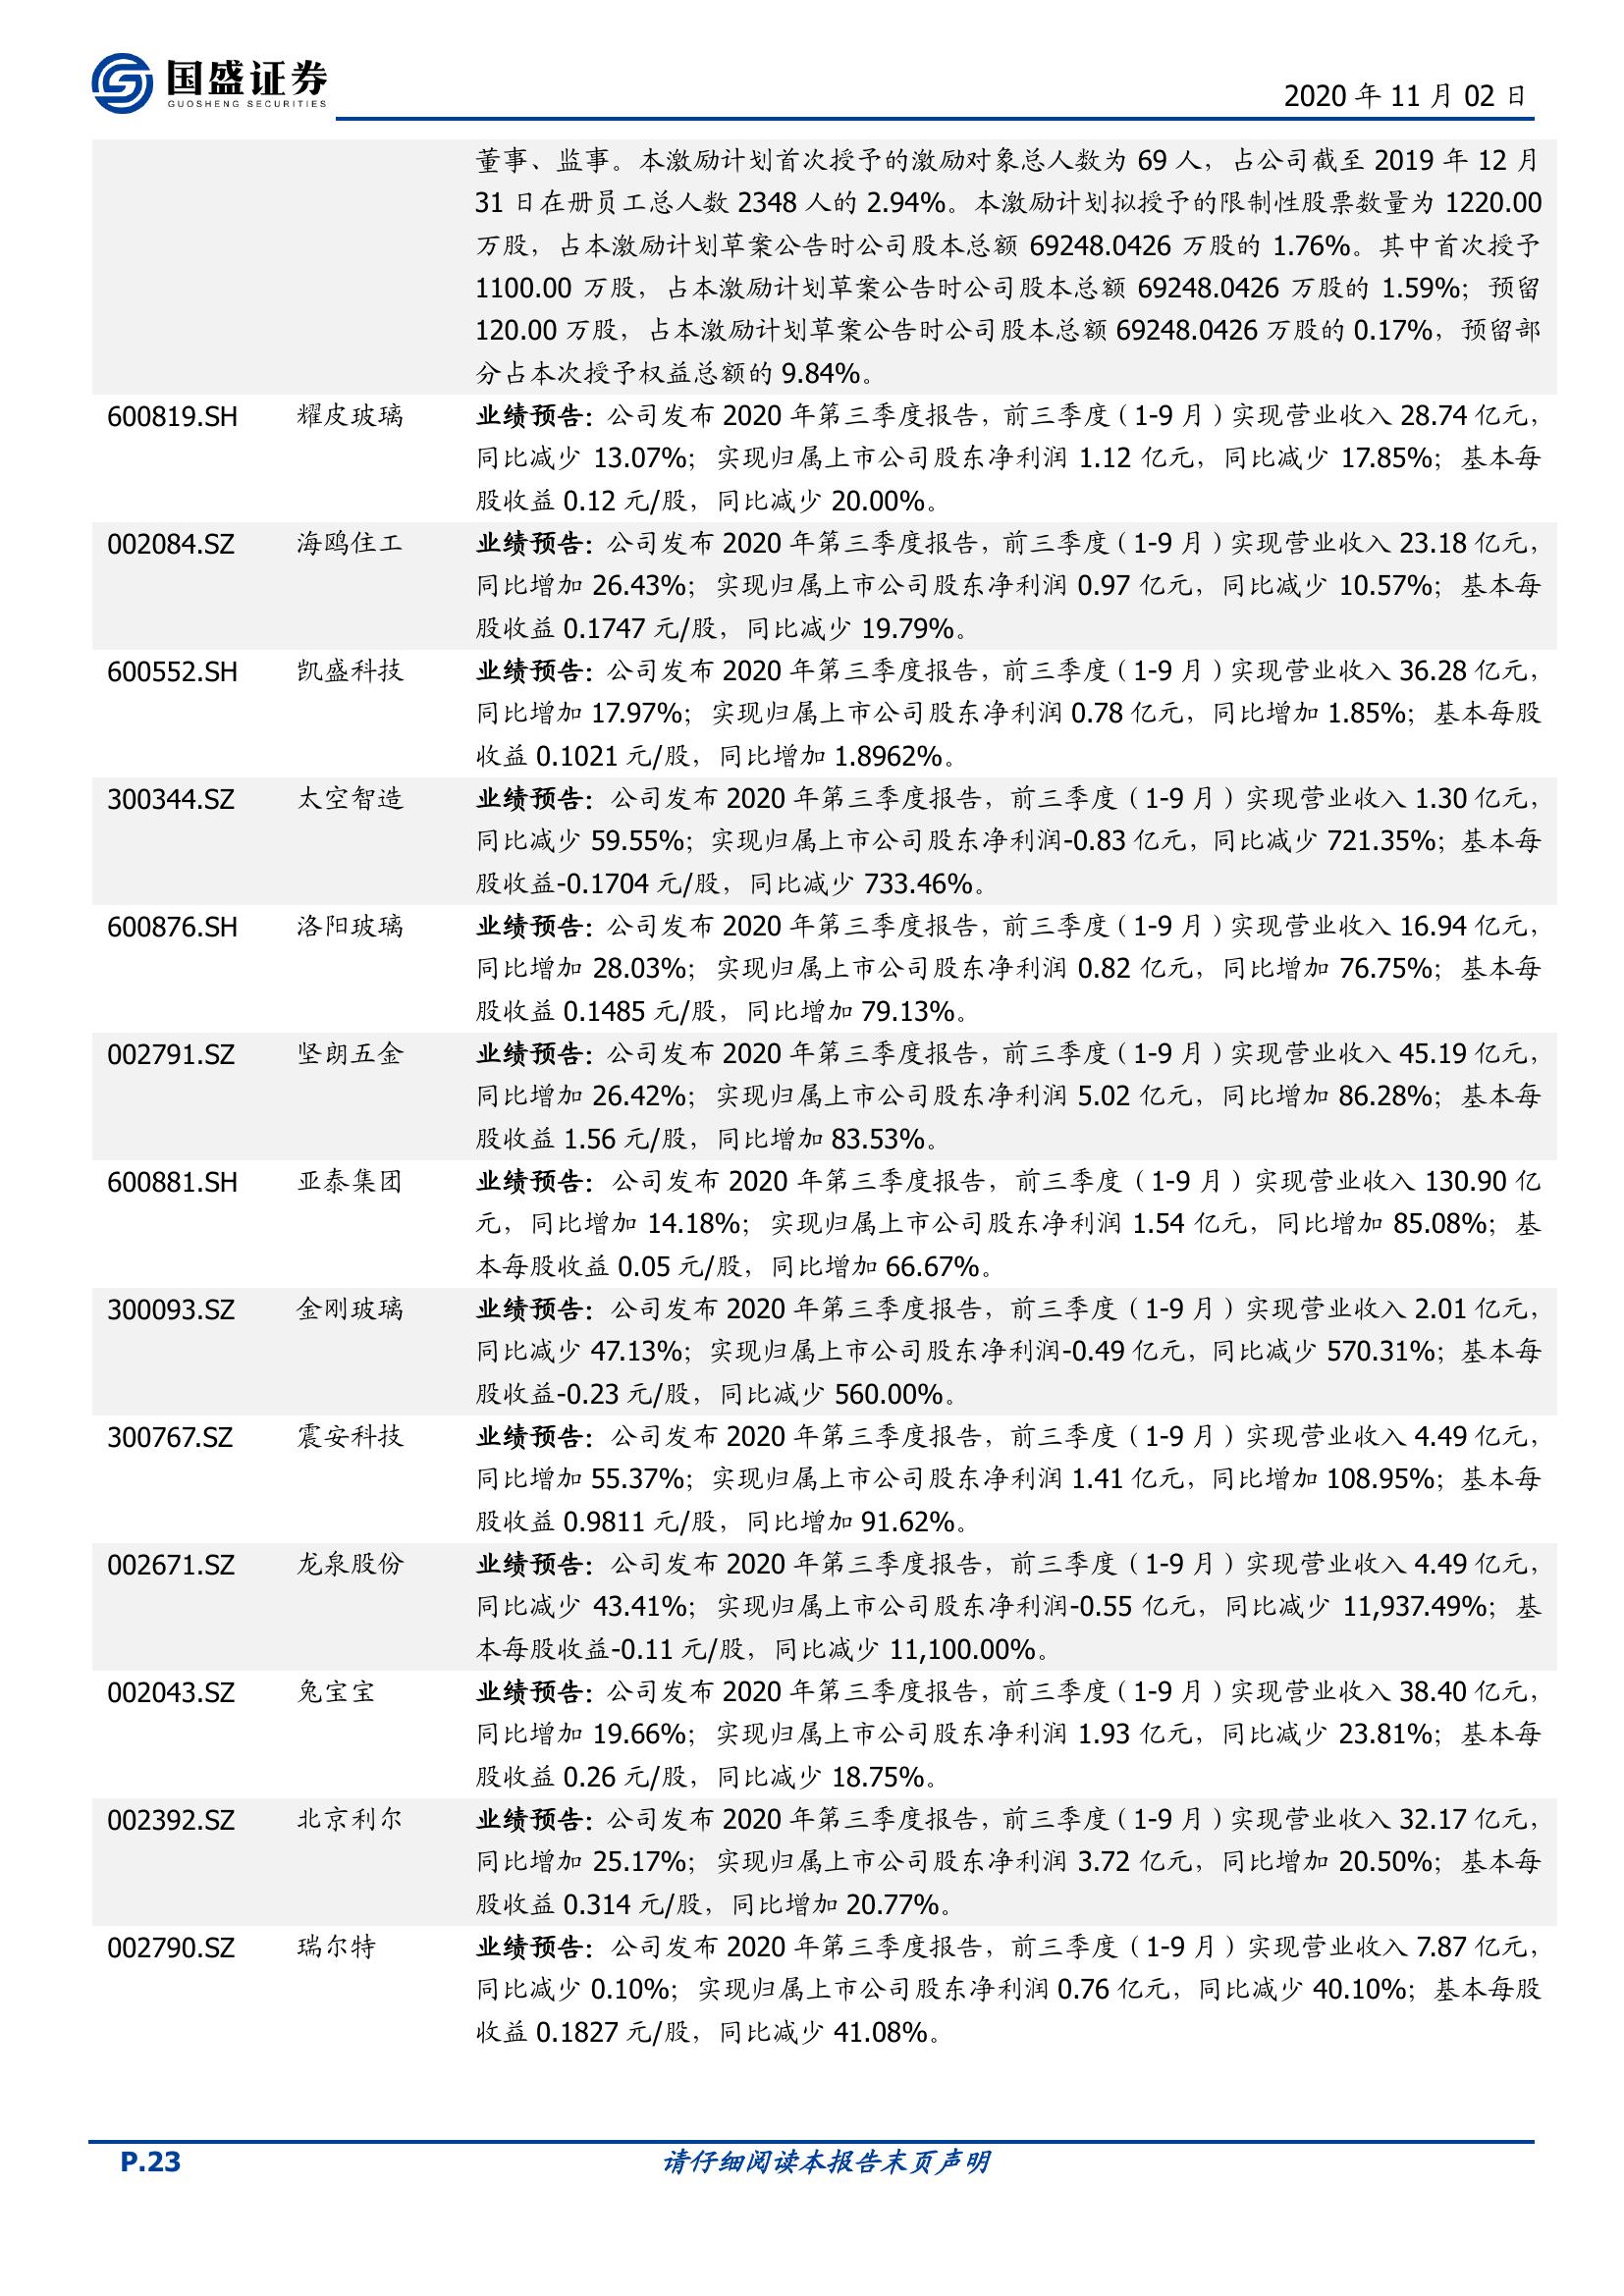 国盛证券
GUOSHENG SECURITIES
2020 年 11 月 02 日
董事、监事。本激励计划首次授予的激励对象总人数为 69 人，占公司截至 2019 年 12 月
31 日在册员工总人数 2348 人的 2.94%。本激励计划拟授予的限制性股票数量为 1220.00
万股，占本激励计划草案公告时公司股本总额 69248.0426 万股的 1.76%。其中首次授予
1100.00 万股，占本激励计划草案公告时公司股本总额 69248.0426 万股的 1.59%；预留
120.00 万股，占本激励计划草案公告时公司股本总额 69248.0426 万股的 0.17%，预留部
分占本次授予权益总额的 9.84%。
600819.SH 耀皮玻璃 业绩预告：公司发布 2020 年第三季度报告，前三季度（1-9 月）实现营业收入 28.74 亿元，
同比减少 13.07%；实现归属上市公司股东净利润 1.12 亿元，同比减少 17.85%；基本每
股收益 0.12 元/股，同比减少 20.00%。
002084.SZ 海鸥住工 业绩预告：公司发布 2020 年第三季度报告，前三季度（1-9 月）实现营业收入 23.18 亿元，
同比增加 26.43%；实现归属上市公司股东净利润 0.97 亿元，同比减少 10.57%；基本每
股收益 0.1747 元/股，同比减少 19.79%。
600552.SH 凯盛科技 业绩预告：公司发布 2020 年第三季度报告，前三季度（1-9 月）实现营业收入 36.28 亿元，
同比增加 17.97%；实现归属上市公司股东净利润 0.78 亿元，同比增加 1.85%；基本每股
收益 0.1021 元/股，同比增加 1.8962%。
300344.SZ 太空智造 业绩预告：公司发布 2020 年第三季度报告，前三季度（1-9 月）实现营业收入 1.30 亿元，
同比减少 59.55%；实现归属上市公司股东净利润-0.83 亿元，同比减少 721.35%；基本每
股收益-0.1704 元/股，同比减少 733.46%。
600876.SH 洛阳玻璃 业绩预告：公司发布 2020 年第三季度报告，前三季度（1-9 月）实现营业收入 16.94 亿元，
同比增加 28.03%；实现归属上市公司股东净利润 0.82 亿元，同比增加 76.75%；基本每
股收益 0.1485 元/股，同比增加 79.13%。
002791.SZ 坚朗五金 业绩预告：公司发布 2020 年第三季度报告，前三季度（1-9 月）实现营业收入 45.19 亿元，
同比增加 26.42%；实现归属上市公司股东净利润 5.02 亿元，同比增加 86.28%；基本每
股收益 1.56 元/股，同比增加 83.53%。
600881.SH 亚泰集团 业绩预告：公司发布 2020 年第三季度报告，前三季度（1-9 月）实现营业收入 130.90 亿
元，同比增加 14.18%；实现归属上市公司股东净利润 1.54 亿元，同比增加 85.08%；基
本每股收益 0.05 元/股，同比增加 66.67%。
300093.SZ 金刚玻璃 业绩预告：公司发布 2020 年第三季度报告，前三季度（1-9 月）实现营业收入 2.01 亿元，
同比减少 47.13%；实现归属上市公司股东净利润-0.49 亿元，同比减少 570.31%；基本每
股收益-0.23 元/股，同比减少 560.00%。
300767.SZ 震安科技 业绩预告：公司发布 2020 年第三季度报告，前三季度（1-9 月）实现营业收入 4.49 亿元，
同比增加 55.37%；实现归属上市公司股东净利润 1.41 亿元，同比增加 108.95%；基本每
股收益 0.9811 元/股，同比增加 91.62%。
002671.SZ 龙泉股份 业绩预告：公司发布 2020 年第三季度报告，前三季度（1-9 月）实现营业收入 4.49 亿元，
同比减少 43.41%；实现归属上市公司股东净利润-0.55 亿元，同比减少 11,937.49%；基
本每股收益-0.11 元/股，同比减少 11,100.00%。
002043.SZ 兔宝宝 业绩预告：公司发布 2020 年第三季度报告，前三季度（1-9 月）实现营业收入 38.40 亿元，
同比增加 19.66%；实现归属上市公司股东净利润 1.93 亿元，同比减少 23.81%；基本每
股收益 0.26 元/股，同比减少 18.75%。
002392.SZ 北京利尔 业绩预告：公司发布 2020 年第三季度报告，前三季度（1-9 月）实现营业收入 32.17 亿元，
同比增加 25.17%；实现归属上市公司股东净利润 3.72 亿元，同比增加 20.50%；基本每
股收益 0.314 元/股，同比增加 20.77%。
002790.SZ 瑞尔特 业绩预告：公司发布 2020 年第三季度报告，前三季度（1-9 月）实现营业收入 7.87 亿元，
同比减少 0.10%；实现归属上市公司股东净利润 0.76 亿元，同比减少 40.10%；基本每股
收益 0.1827 元/股，同比减少 41.08%。
P.23 请仔细阅读本报告末页声明